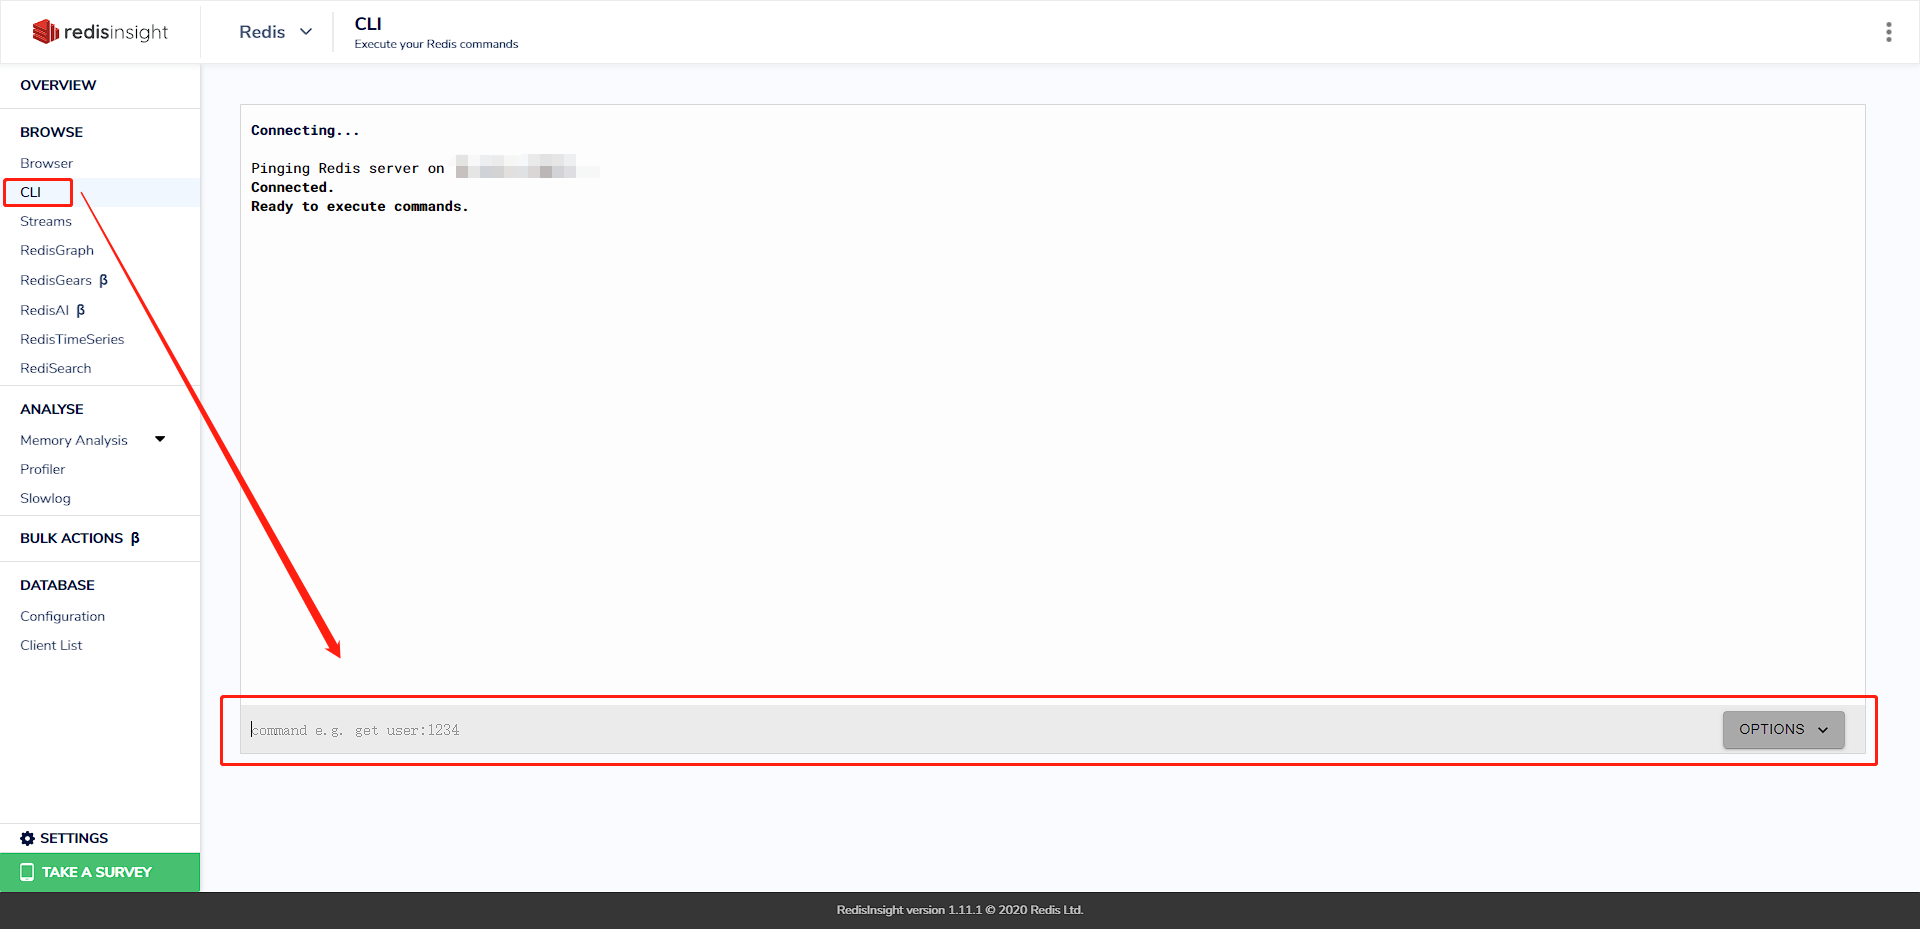 redisinsight
Redis
CLI
Execute your Redis commands
OVERVIEW
BROWSE
Browser
CLI
Streams
RedisGraph
RedisGears β
RedisAI β
RedisTimeSeries
RediSearch
ANALYSE
Memory Analysis
Profiler
Slowlog
BULK ACTIONS β
DATABASE
Configuration
Client List
SETTINGS
TAKE A SURVEY
Connecting...
Pinging Redis server on
Connected.
Ready to execute commands.
command e.g. get user:1234
OPTIONS
RedisInsight version 1.11.1 © 2020 Redis Ltd.